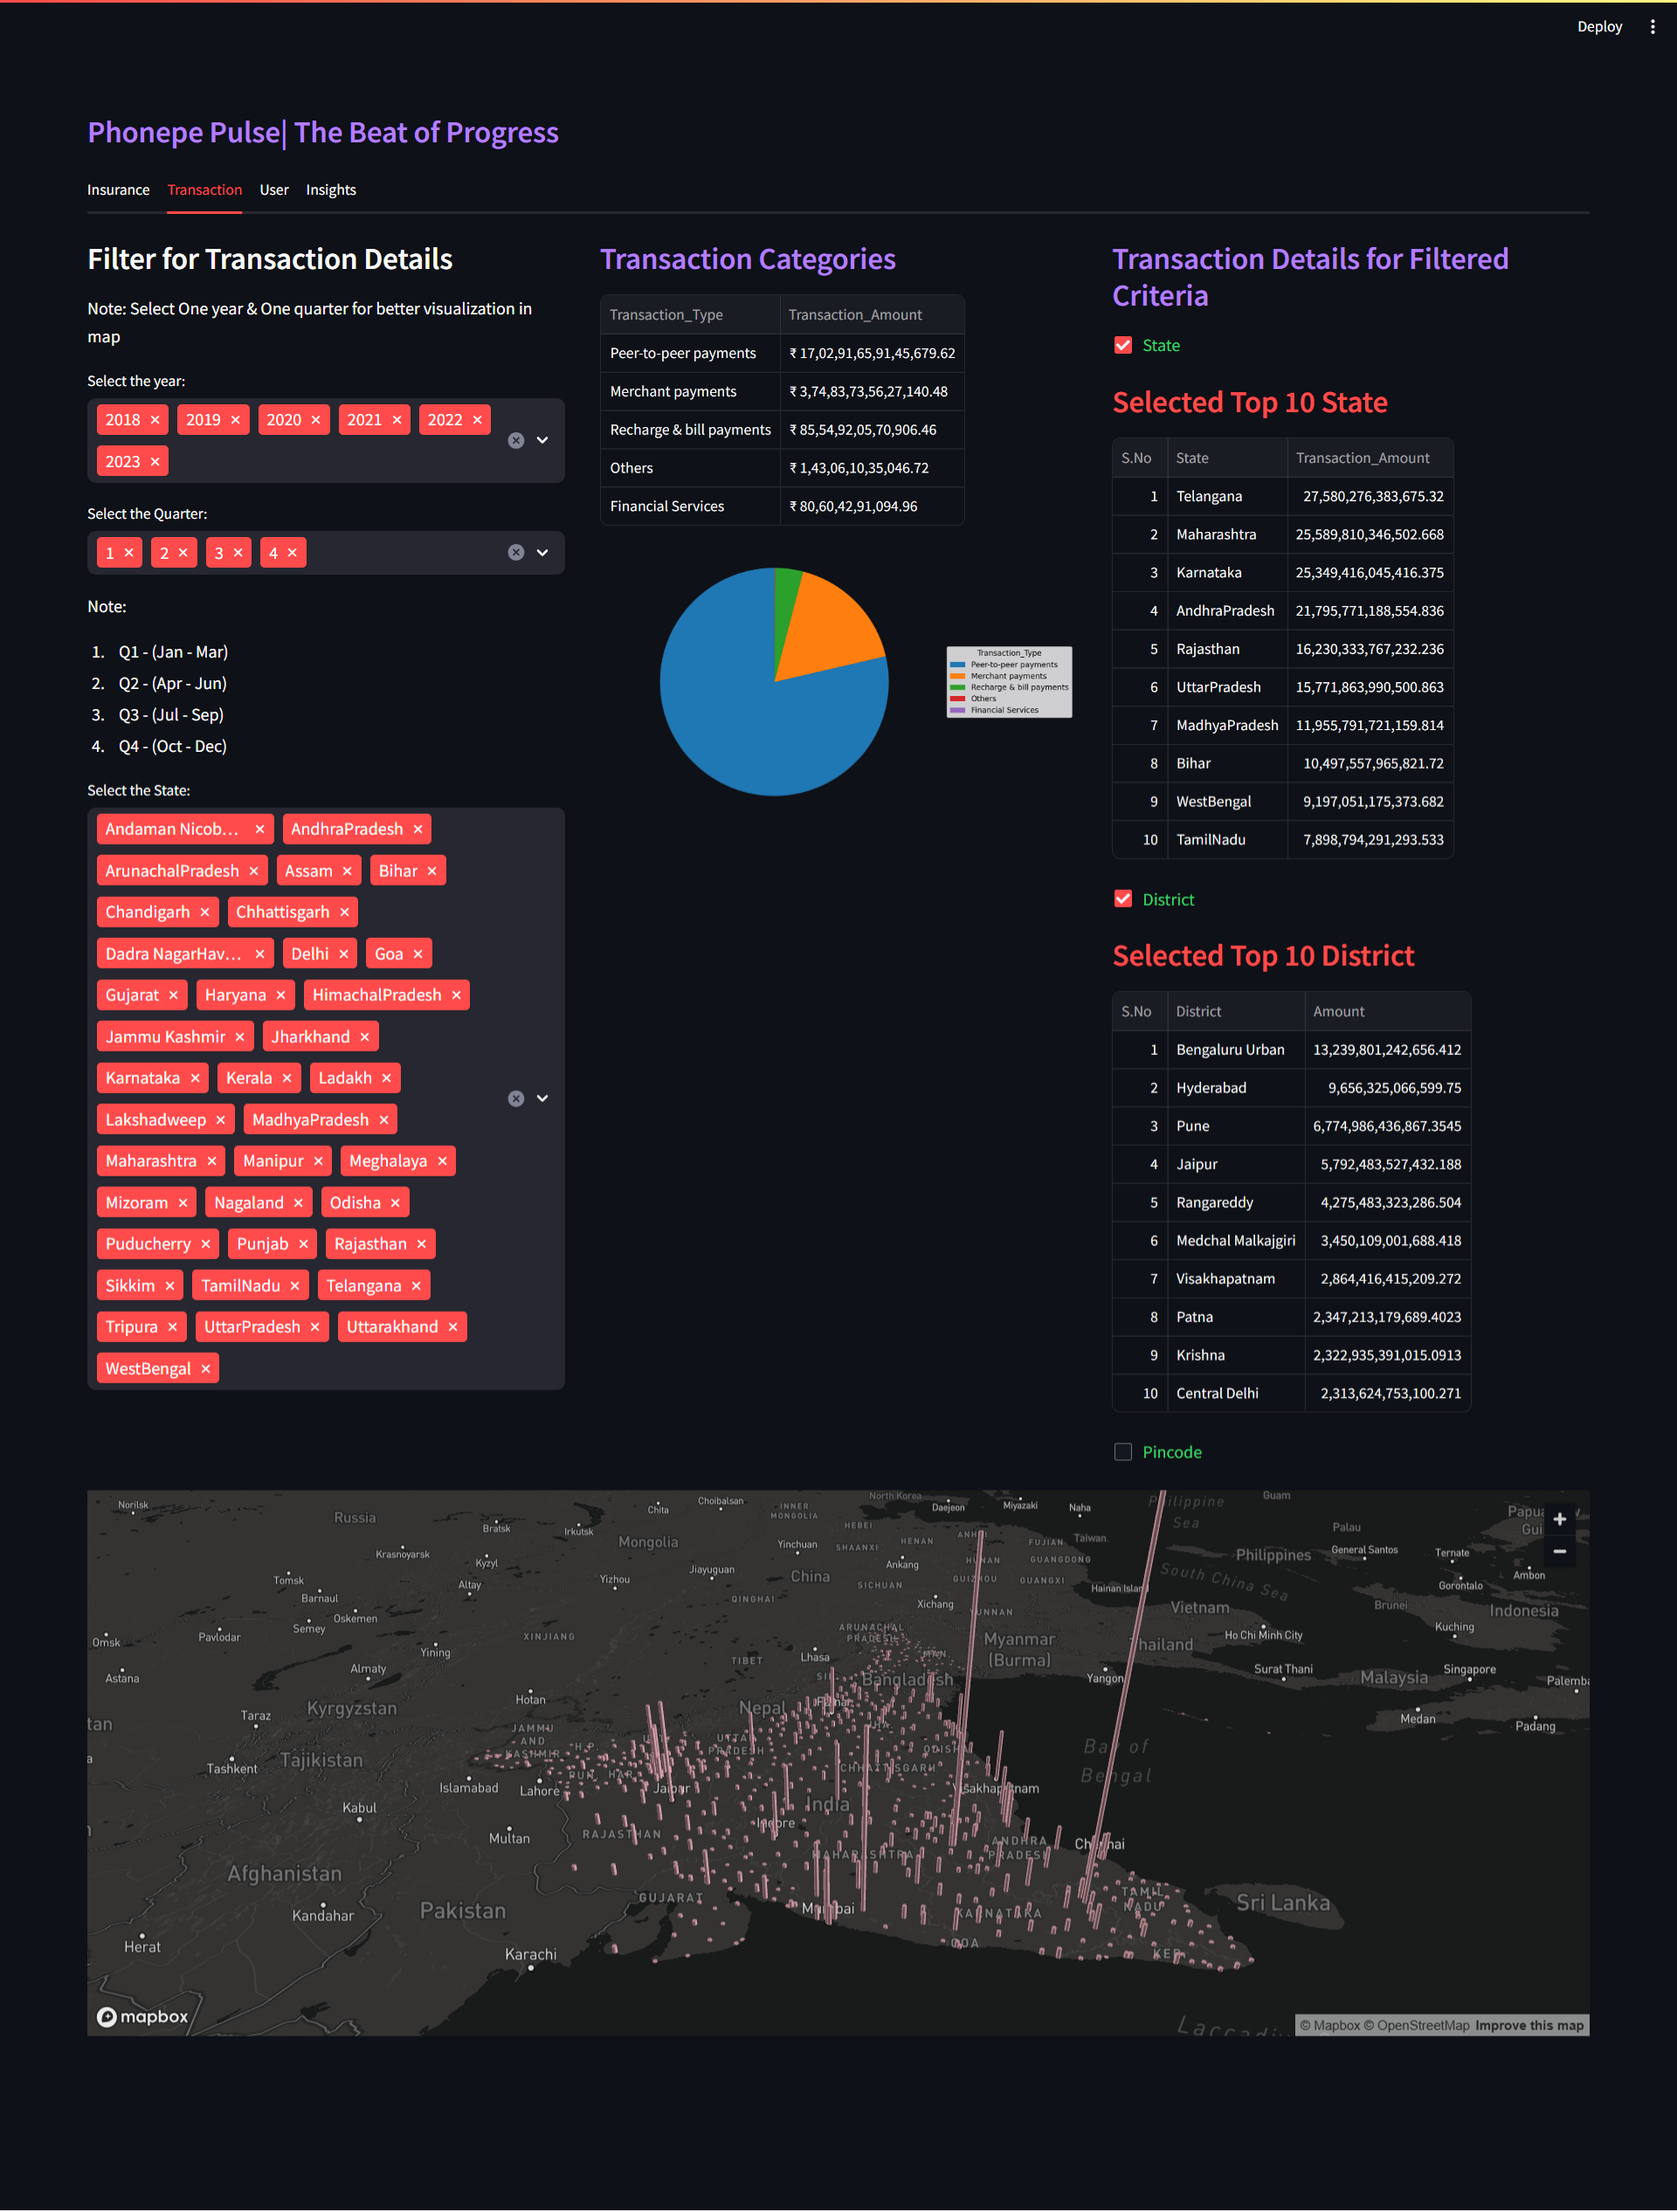 Deploy
Phonepe Pulse| The Beat of Progress
Insurance Transaction User Insights
Filter for Transaction Details
Note: Select One year & One quarter for better visualization in
map
Select the year:
2018 2019 2020 2021 2022
2023
Select the Quarter:
1 2 3 4
Note:
1. Q1 - (Jan - Mar)
2. Q2 - (Apr - Jun)
3. Q3 - (Jul - Sep)
4. Q4 - (Oct - Dec)
Select the State:
Andaman Nicob... AndhraPradesh
ArunachalPradesh Assam Bihar
Chandigarh Chhattisgarh
Dadra NagarHav... Delhi Goa
Gujarat Haryana HimachalPradesh
Jammu Kashmir Jharkhand
Karnataka Kerala Ladakh
Lakshadweep MadhyaPradesh
Maharashtra Manipur Meghalaya
Mizoram Nagaland Odisha
Puducherry Punjab Rajasthan
Sikkim TamilNadu Telangana
Tripura UttarPradesh Uttarakhand
WestBengal
Transaction Categories
Transaction_Type Transaction_Amount
Peer-to-peer payments ₹ 17,02,91,65,91,45,679.62
Merchant payments ₹ 3,74,83,73,56,27,140.48
Recharge & bill payments ₹ 85,54,92,05,70,906.46
Others ₹ 1,43,06,10,35,046.72
Financial Services ₹ 80,60,42,91,094.96
Transaction_Type
Peer-to-peer payments
Merchant payments
Recharge & bill payments
Others
Financial Services
Transaction Details for Filtered
Criteria
State
Selected Top 10 State
S.No State Transaction_Amount
1 Telangana 27,580,276,383,675.32
2 Maharashtra 25,589,810,346,502.668
3 Karnataka 25,349,416,045,416.375
4 AndhraPradesh 21,795,771,188,554.836
5 Rajasthan 16,230,333,767,232.236
6 UttarPradesh 15,771,863,990,500.863
7 MadhyaPradesh 11,955,791,721,159.814
8 Bihar 10,497,557,965,821.72
9 WestBengal 9,197,051,175,373.682
10 TamilNadu 7,898,794,291,293.533
District
Selected Top 10 District
S.No District Amount
1 Bengaluru Urban 13,239,801,242,656.412
2 Hyderabad 9,656,325,066,599.75
3 Pune 6,774,986,436,867.3545
4 Jaipur 5,792,483,527,432.188
5 Rangareddy 4,275,483,323,286.504
6 Medchal Malkajgiri 3,450,109,001,688.418
7 Visakhapatnam 2,864,416,415,209.272
8 Patna 2,347,213,179,689.4023
9 Krishna 2,322,935,391,015.0913
10 Central Delhi 2,313,624,753,100.271
Pincode
Norilsk
Russia
Bratsk
Irkutsk
Chita
Choibalsan
INNER
MONGOLIA
North Korea
Daejeon
Miyazaki
Naha
Philippine
Sea
Guam
Palau
Krasnoyarsk
Kyzyl
Mongolia
Yinchuan
HEBEI
SHAANXI
HENAN
FUJIAN
Taiwan
GUANGDONG
Philippines
General Santos
Ternate
Ambon
Tomsk
Barnaul
Altay
Yizhou
Jiayuguan
China
Ankang
SICHUAN
GUANGXI
Hainan Island
South China Sea
Gorontalo
Oskemen
Semey
QINGHAI
Xichang
Vietnam
Brunei
Indonesia
Omsk
Pavlodar
Yining
XINJIANG
ARUNACHAL
PRADESH
Myanmar
(Burma)
Thailand
Ho Chi Minh City
Kuching
Astana
Almaty
TIBET
Lhasa
Bangladesh
Yangon
Surat Thani
Malaysia
Singapore
Taraz
Kyrgyzstan
Hotan
Nepal
Medan
Padang
JAMMU
AND
KASHMIR
H.P.
UTTAR
PRADESH
ODISHA
Bay of
Bengal
Tashkent
Tajikistan
Islamabad
Lahore
Jaipur
CHHATTISGARH
Visakhapatnam
Kabul
Multan
RAJASTHAN
Indore
India
MAHARASHTRA
ANDHRA
PRADESH
Chennai
Afghanistan
Kandahar
Pakistan
GUJARAT
Mumbai
KARNATAKA
TAMIL
NADU
Sri Lanka
Herat
Karachi
GOA
mapbox
© Mapbox © OpenStreetMap Improve this map